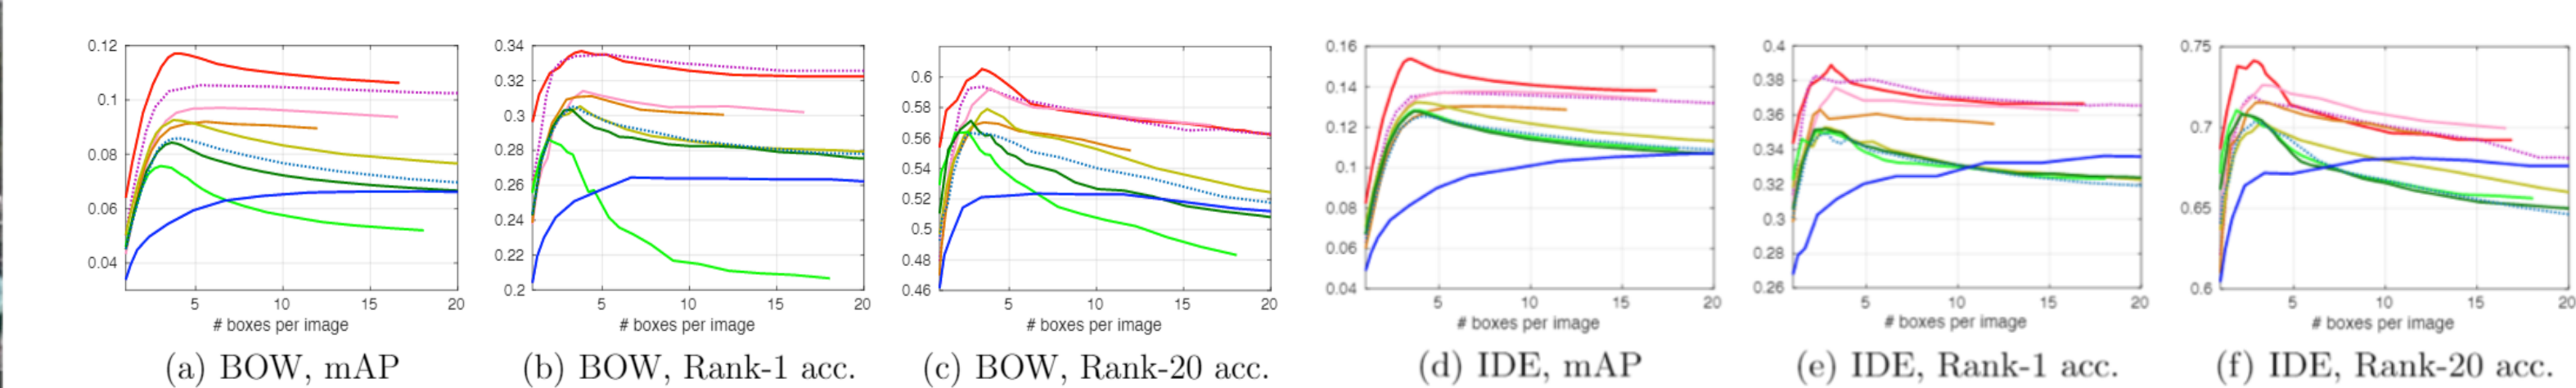 0.12
0.1
0.08
0.06
0.04
5 10 15 20
# boxes per image
(a) BOW, mAP
0.34
0.32
0.3
0.28
0.26
0.24
0.22
0.2
5 10 15 20
# boxes per image
(b) BOW, Rank-1 acc.
0.6
0.58
0.56
0.54
0.52
0.5
0.48
0.46
5 10 15 20
# boxes per image
(c) BOW, Rank-20 acc.
0.16
0.14
0.12
0.1
0.08
0.06
0.04
5 10 15 20
# boxes per image
(d) IDE, mAP
0.4
0.38
0.36
0.34
0.32
0.3
0.28
0.26
5 10 15 20
# boxes per image
(e) IDE, Rank-1 acc.
0.75
0.7
0.65
0.6
5 10 15 20
# boxes per image
(f) IDE, Rank-20 acc.